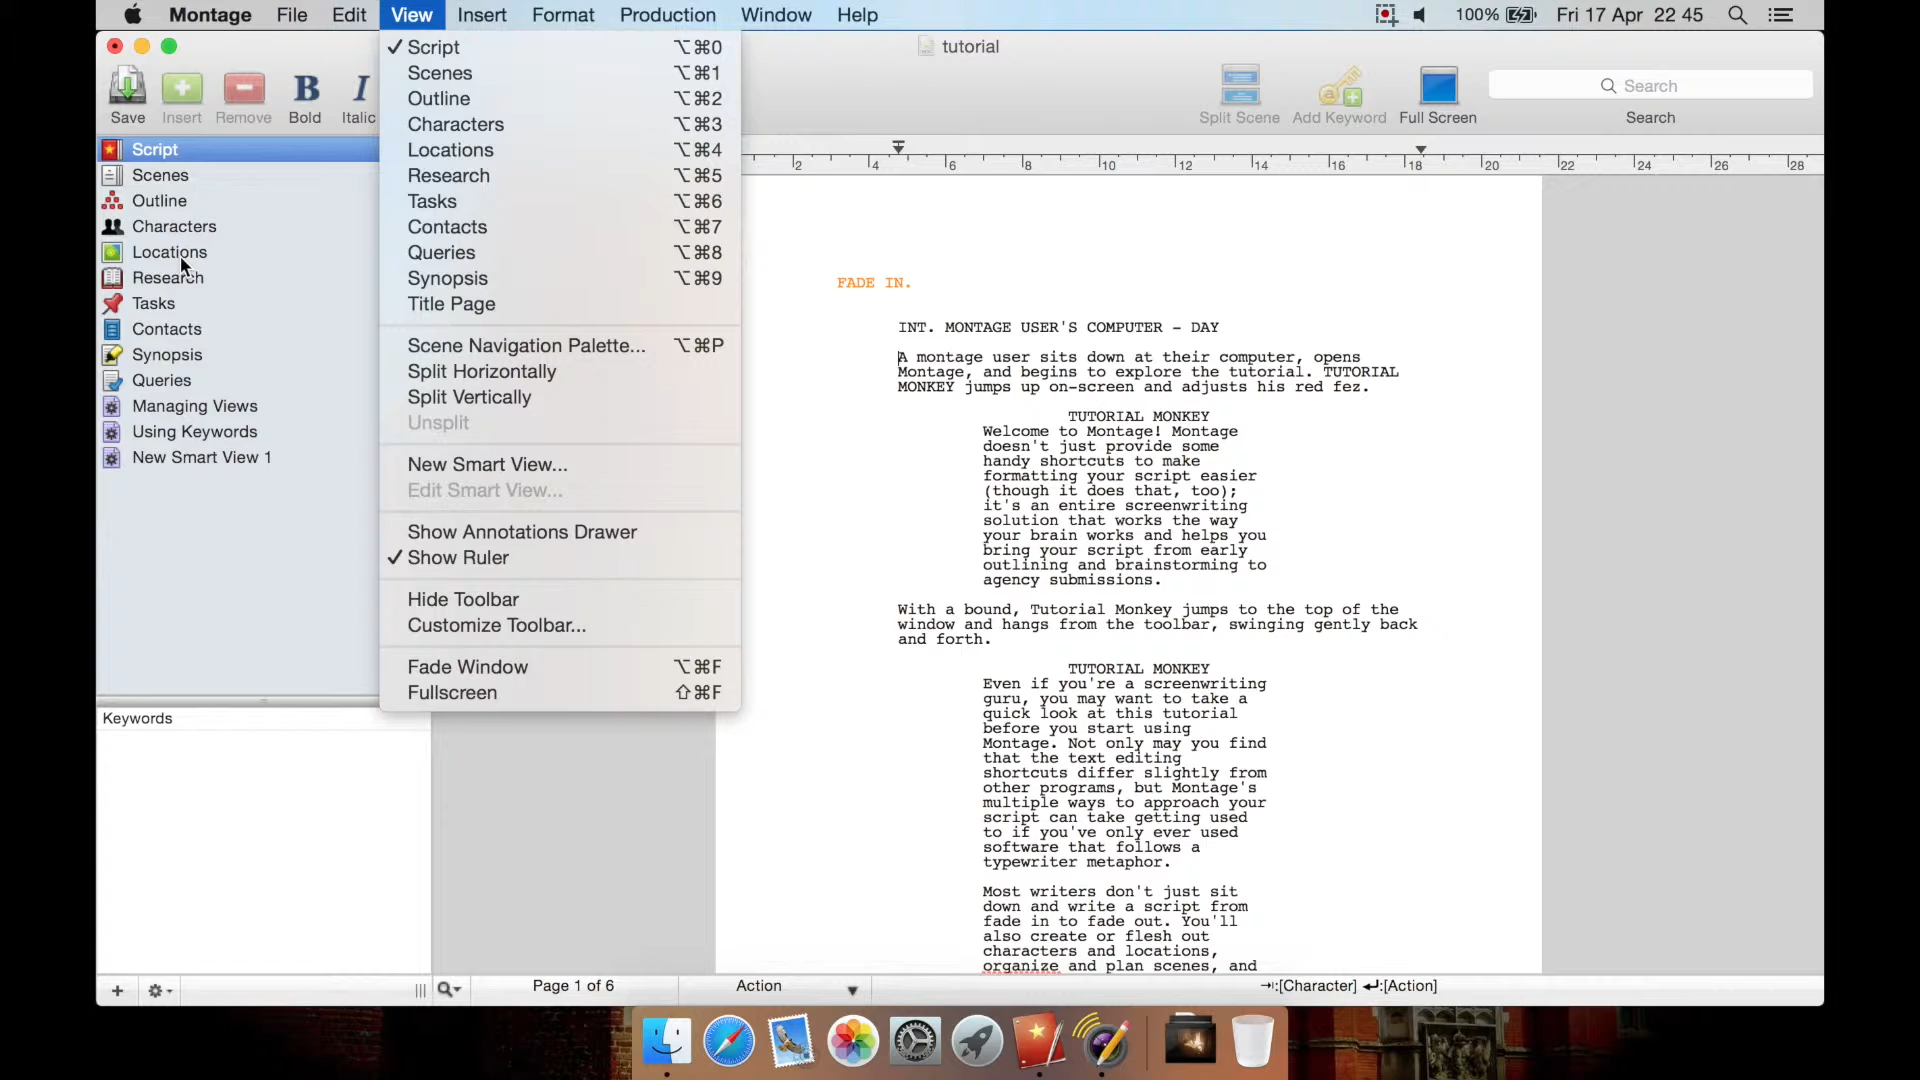 Montage File Edit View Insert Format Production Window Help 100% Fri 17 Apr 22 45
tutorial
Save Insert Remove Bold Italic Split Scene Add Keyword Full Screen Search
Search
✓ Script ⌥⌘0
Scenes ⌥⌘1
Outline ⌥⌘2
Characters ⌥⌘3
Locations ⌥⌘4
Research ⌥⌘5
Tasks ⌥⌘6
Contacts ⌥⌘7
Queries ⌥⌘8
Synopsis ⌥⌘9
Title Page
Scene Navigation Palette... ⌥⌘P
Split Horizontally
Split Vertically
Unsplit
New Smart View...
Edit Smart View...
Show Annotations Drawer
✓ Show Ruler
Hide Toolbar
Customize Toolbar...
Fade Window ⌥⌘F
Fullscreen ⇧⌘F
Script
Scenes
Outline
Characters
Locations
Research
Tasks
Contacts
Synopsis
Queries
Managing Views
Using Keywords
New Smart View 1
Keywords
2 4 6 8 10 12 14 16 18 20 22 24 26 28
FADE IN.
INT. MONTAGE USER'S COMPUTER – DAY
A montage user sits down at their computer, opens
Montage, and begins to explore the tutorial. TUTORIAL
MONKEY jumps up on-screen and adjusts his red fez.
TUTORIAL MONKEY
Welcome to Montage! Montage
doesn't just provide some
handy shortcuts to make
formatting your script easier
(though it does that, too);
it's an entire screenwriting
solution that works the way
your brain works and helps you
bring your script from early
outlining and brainstorming to
agency submissions.
With a bound, Tutorial Monkey jumps to the top of the
window and hangs from the toolbar, swinging gently back
and forth.
TUTORIAL MONKEY
Even if you're a screenwriting
guru, you may want to take a
quick look at this tutorial
before you start using
Montage. Not only may you find
that the text editing
shortcuts differ slightly from
other programs, but Montage's
multiple ways to approach your
script can take getting used
to if you've only ever used
software that follows a
typewriter metaphor.
Most writers don't just sit
down and write a script from
fade in to fade out. You'll
also create or flesh out
characters and locations,
organize and plan scenes, and
Page 1 of 6 Action ⇥:[Character] ↩:[Action]